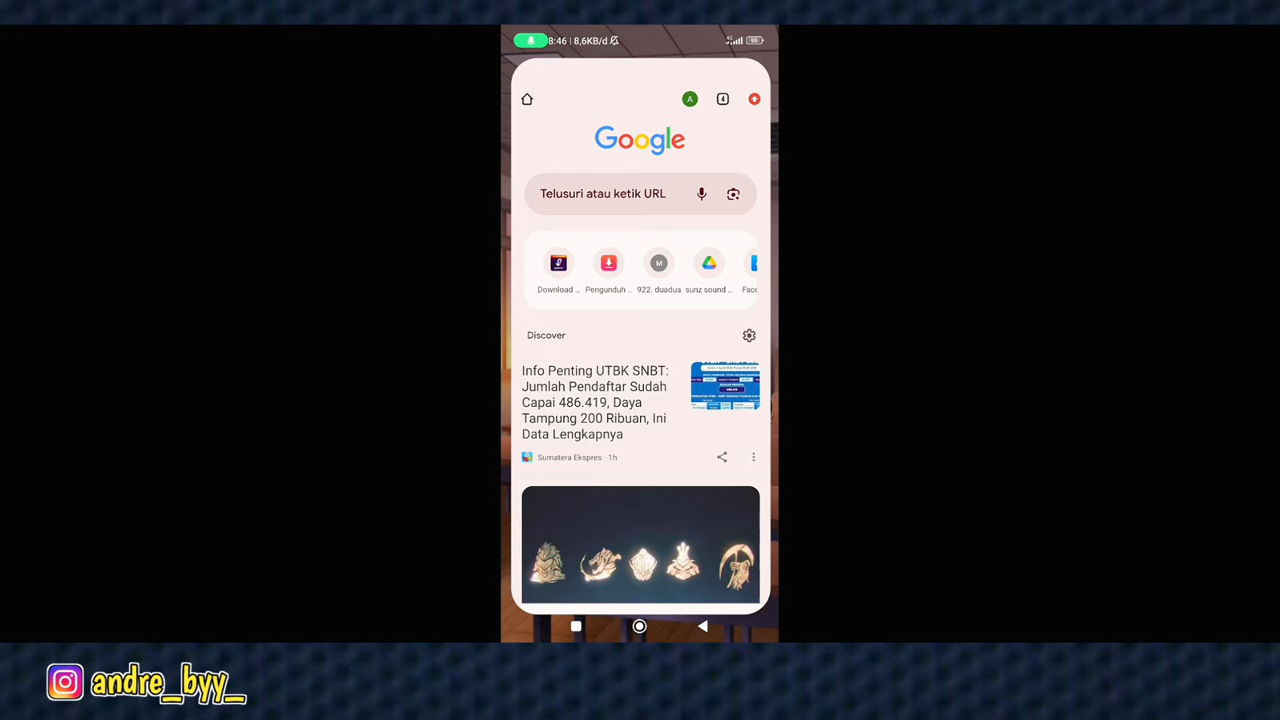 8:46 | 8,6KB/d
4G
95
A
4
Google
Telusuri atau ketik URL
M
Download ...
Pengunduh ...
922. duadua
sunz sound ...
Face
Discover
Info Penting UTBK SNBT:
Jumlah Pendaftar Sudah
Capai 486.419, Daya
Tampung 200 Ribuan, Ini
Data Lengkapnya
Sumatera Ekspres · 1h
andre_byy_